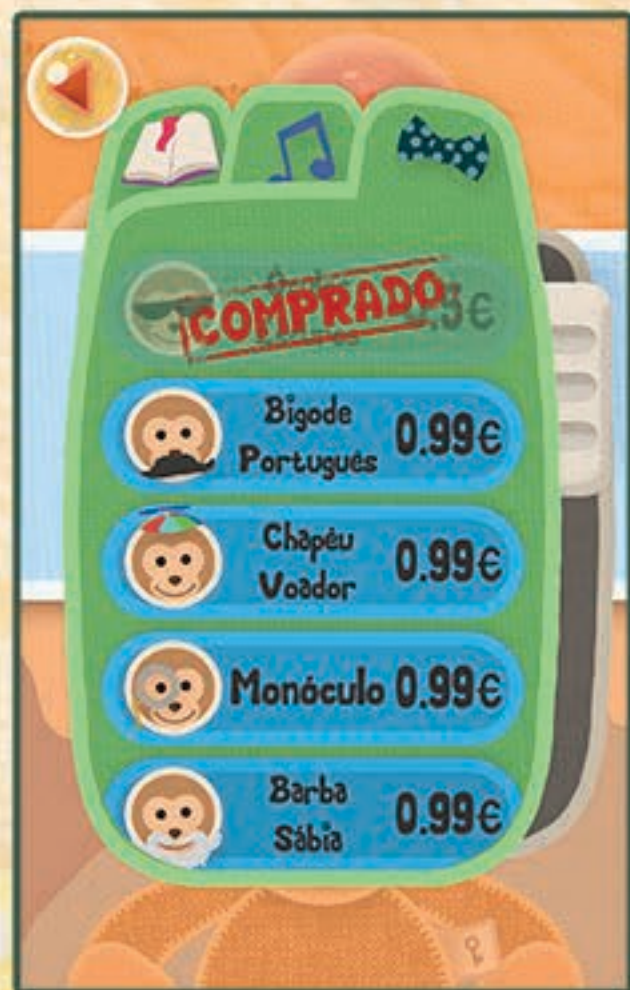 COMPRADO
Bigode
Português
0.99€
Chapéu
Voador
0.99€
Monóculo 0.99€
Barba
Sábia
0.99€